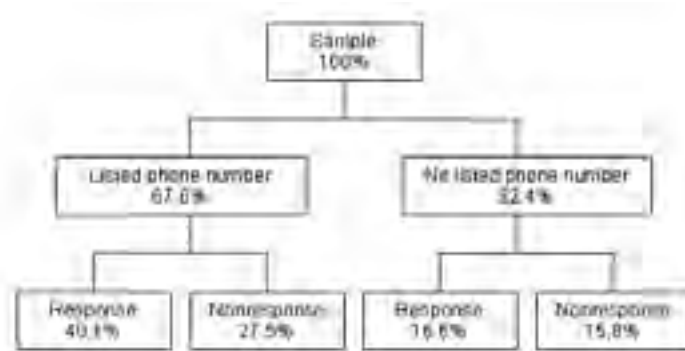 Sample
100%
Listed phone number
67.6%
No listed phone number
32.4%
Response
40.1%
Nonresponse
27.5%
Response
16.6%
Nonresponse
15.8%